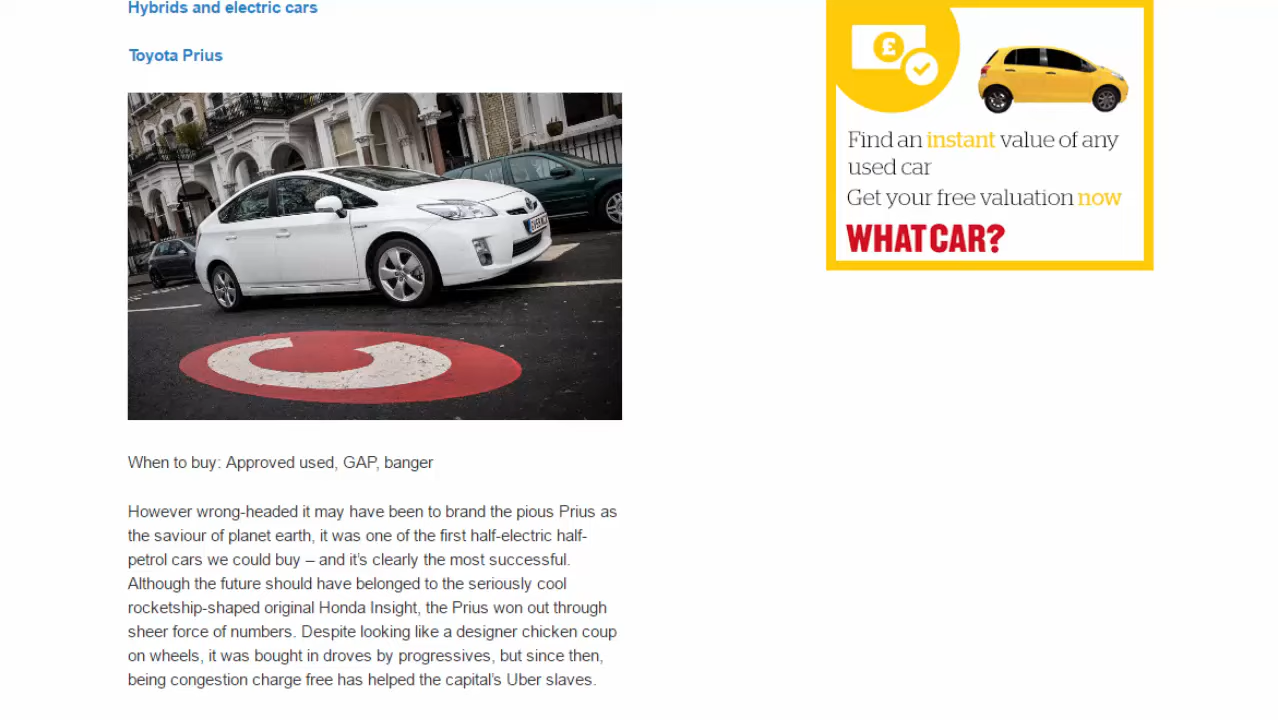 Hybrids and electric cars
Toyota Prius
When to buy: Approved used, GAP, banger
However wrong-headed it may have been to brand the pious Prius as
the saviour of planet earth, it was one of the first half-electric half-
petrol cars we could buy – and it’s clearly the most successful.
Although the future should have belonged to the seriously cool
rocketship-shaped original Honda Insight, the Prius won out through
sheer force of numbers. Despite looking like a designer chicken coup
on wheels, it was bought in droves by progressives, but since then,
being congestion charge free has helped the capital’s Uber slaves.
£
Find an instant value of any
used car
Get your free valuation now
WHAT CAR?